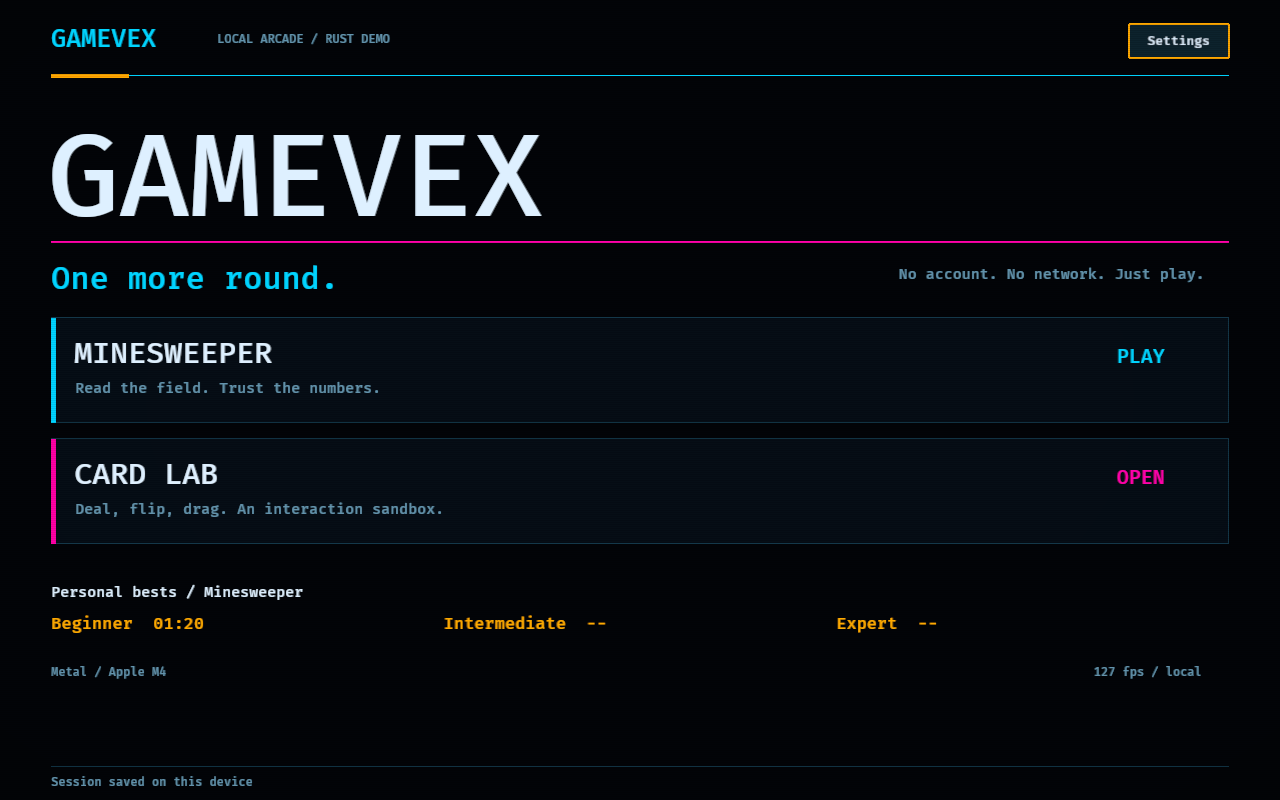 GAMEVEX LOCAL ARCADE / RUST DEMO Settings
GAMEVEX
One more round. No account. No network. Just play.
MINESWEEPER PLAY
Read the field. Trust the numbers.
CARD LAB OPEN
Deal, flip, drag. An interaction sandbox.
Personal bests / Minesweeper
Beginner 01:20 Intermediate -- Expert --
Metal / Apple M4 127 fps / local
Session saved on this device